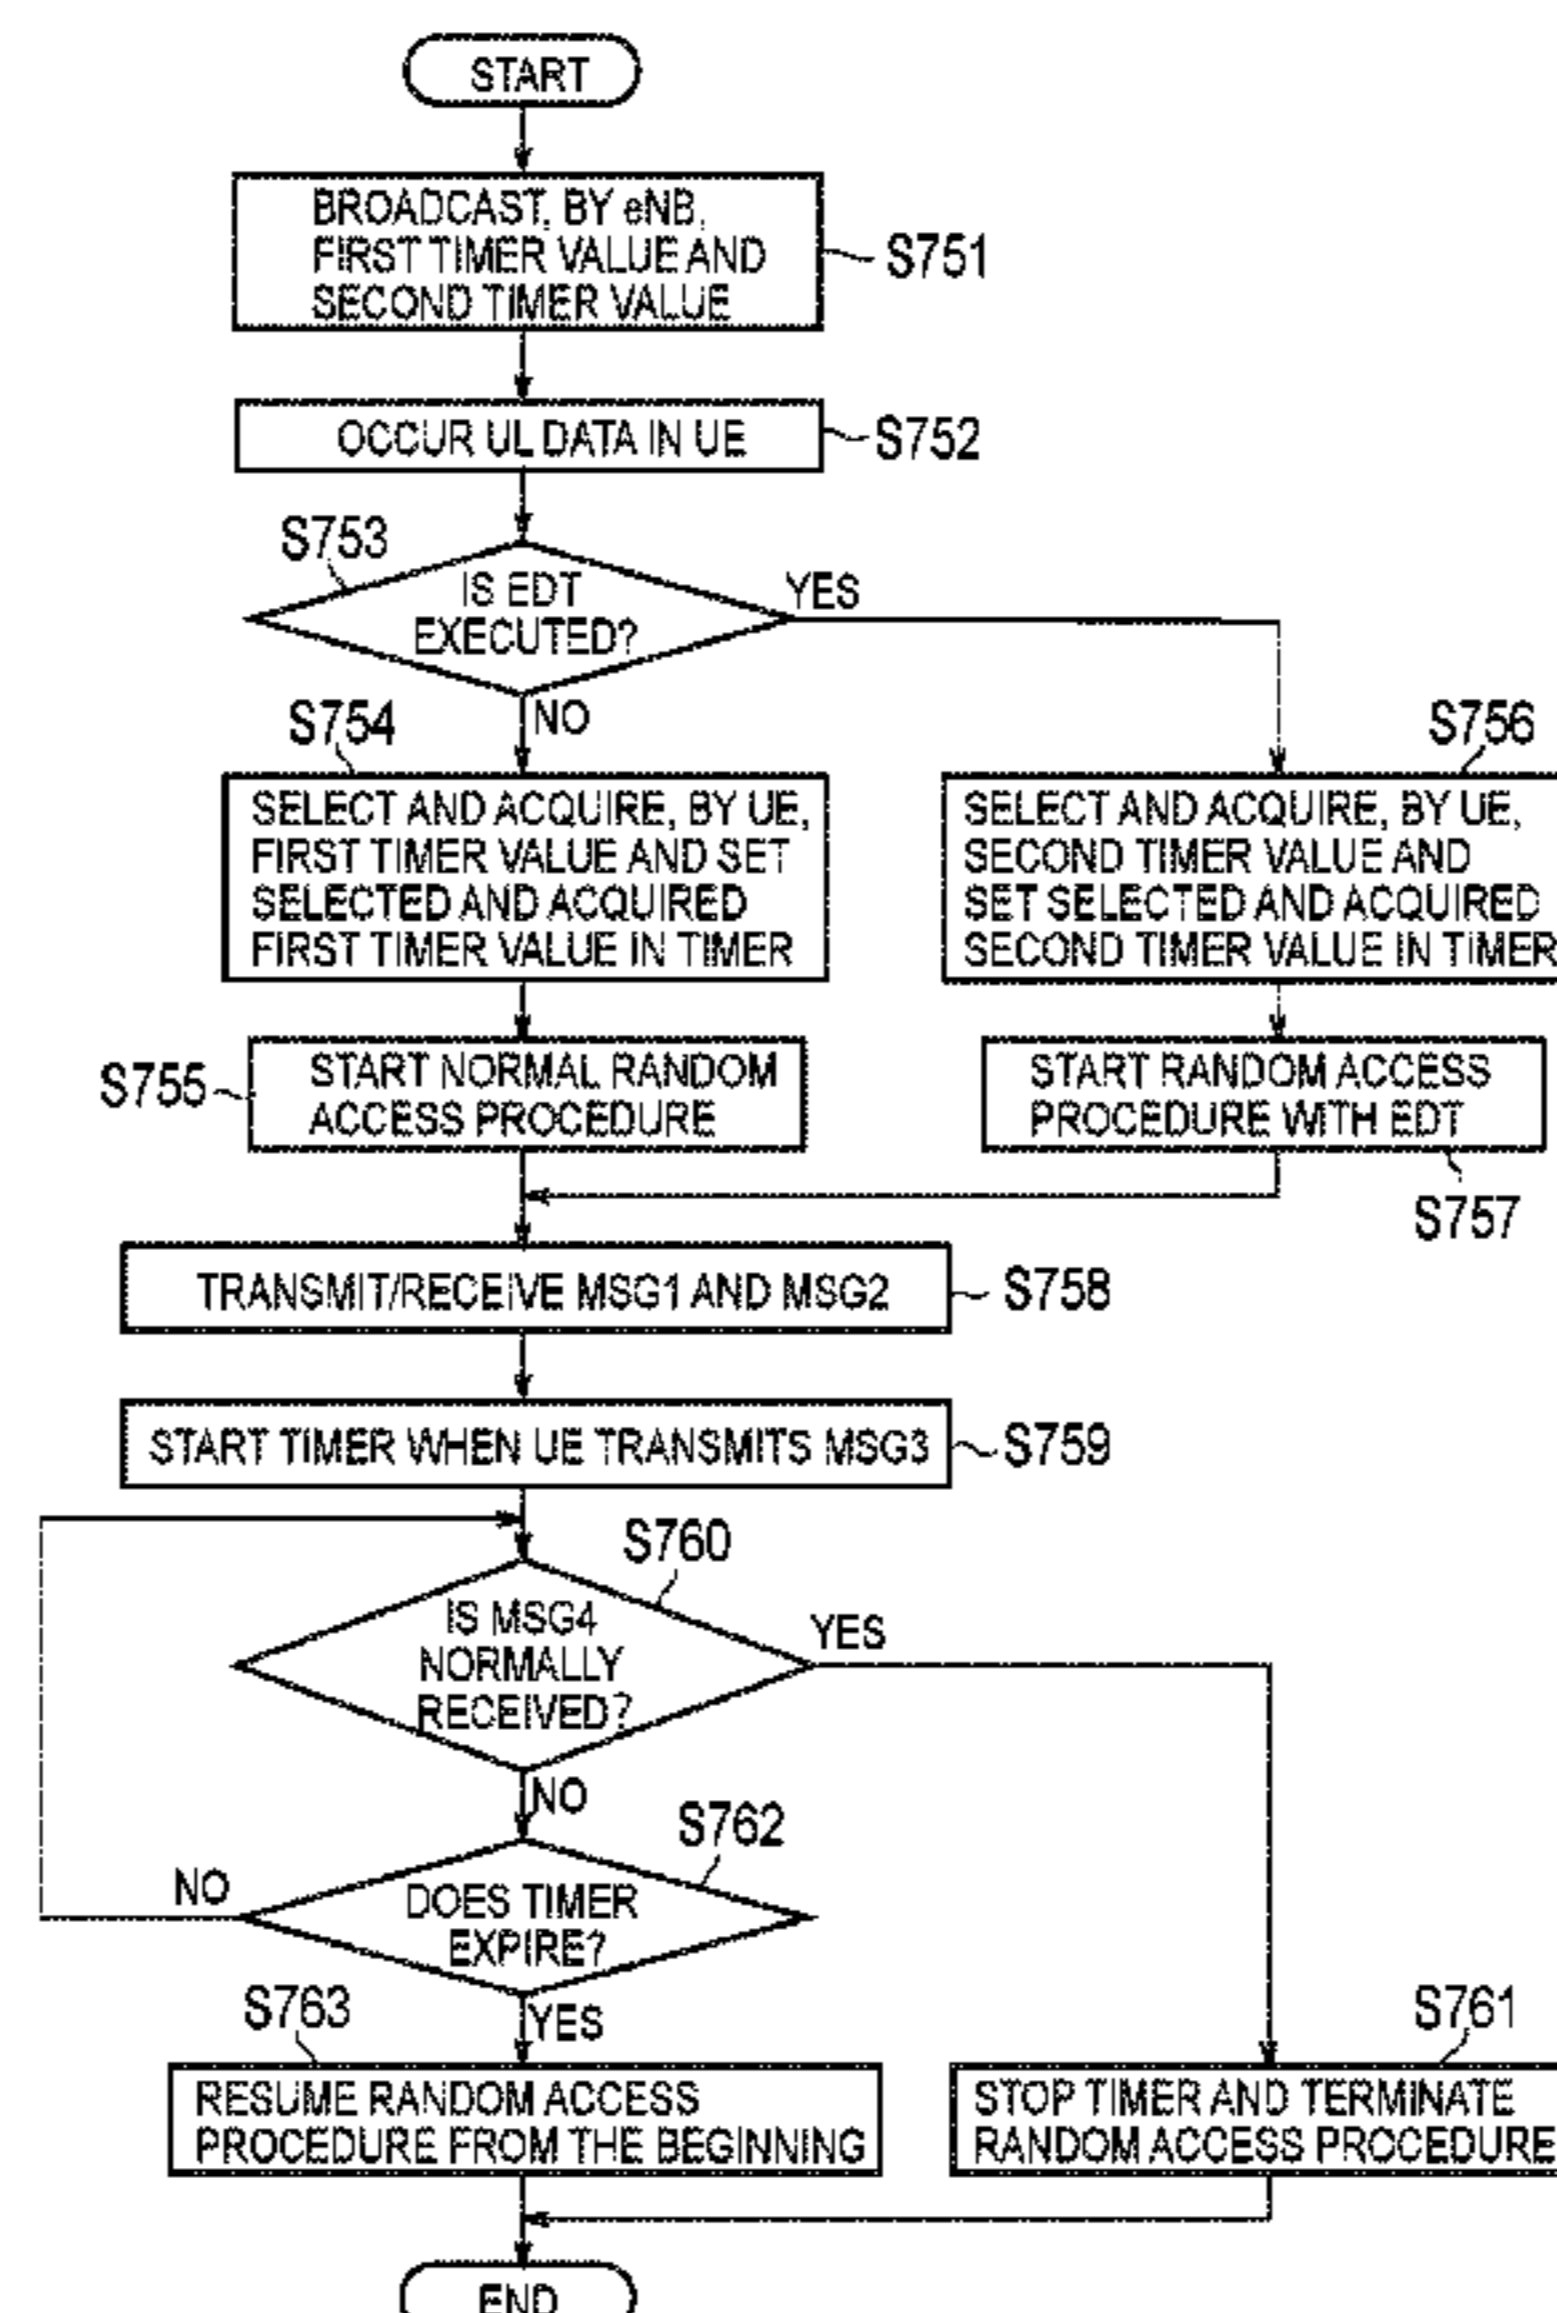 START
BROADCAST, BY eNB,
FIRST TIMER VALUE AND
SECOND TIMER VALUE
S751
OCCUR UL DATA IN UE
S752
S753
IS EDT
EXECUTED?
YES
NO
S754
SELECT AND ACQUIRE, BY UE,
FIRST TIMER VALUE AND SET
SELECTED AND ACQUIRED
FIRST TIMER VALUE IN TIMER
S756
SELECT AND ACQUIRE, BY UE,
SECOND TIMER VALUE AND
SET SELECTED AND ACQUIRED
SECOND TIMER VALUE IN TIMER
S755
START NORMAL RANDOM
ACCESS PROCEDURE
START RANDOM ACCESS
PROCEDURE WITH EDT
S757
TRANSMIT/RECEIVE MSG1 AND MSG2
S758
START TIMER WHEN UE TRANSMITS MSG3
S759
S760
IS MSG4
NORMALLY
RECEIVED?
YES
NO
S762
DOES TIMER
EXPIRE?
NO
YES
S763
RESUME RANDOM ACCESS
PROCEDURE FROM THE BEGINNING
S761
STOP TIMER AND TERMINATE
RANDOM ACCESS PROCEDURE
END